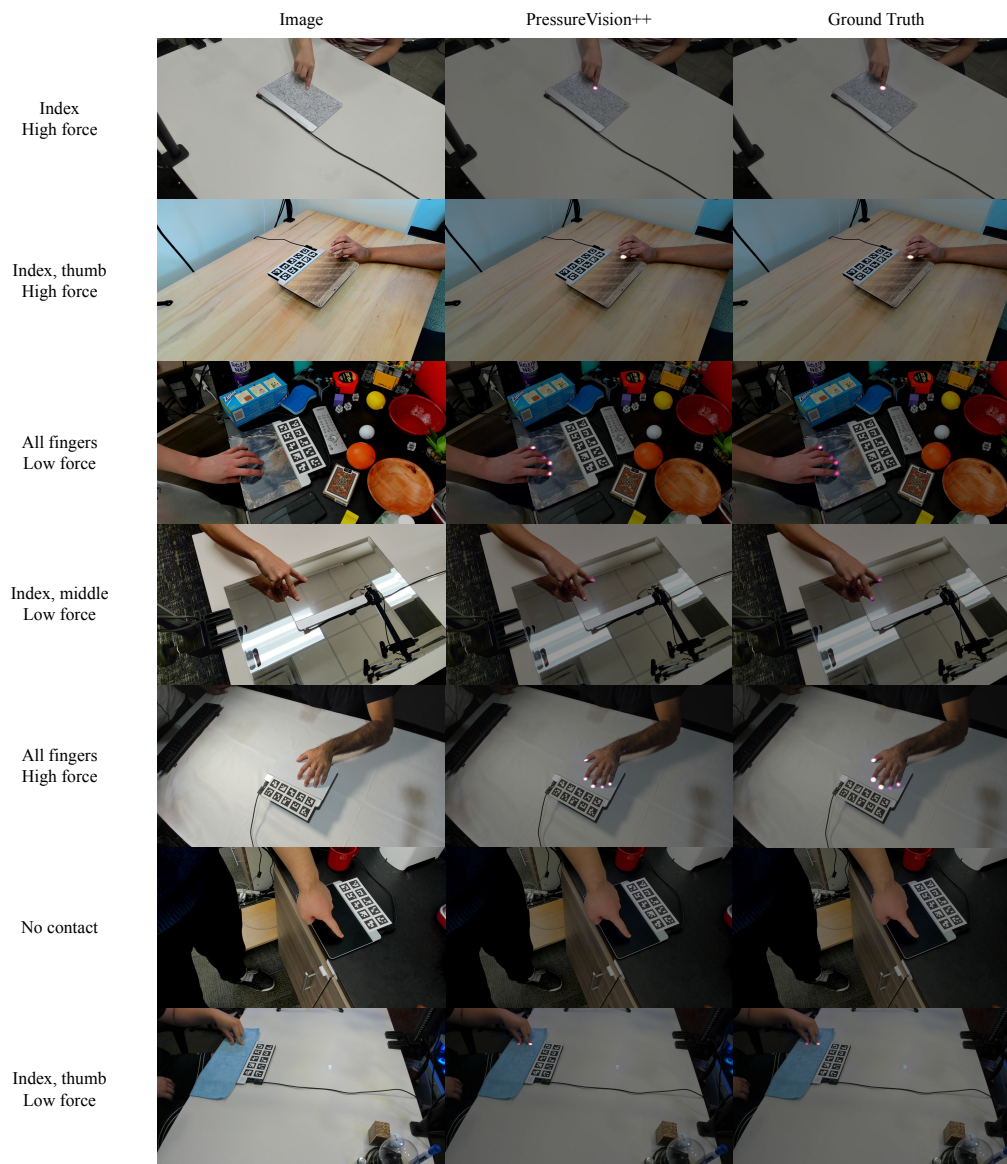 Image
PressureVision++
Ground Truth
Index
High force
Index, thumb
High force
All fingers
Low force
Index, middle
Low force
All fingers
High force
No contact
Index, thumb
Low force